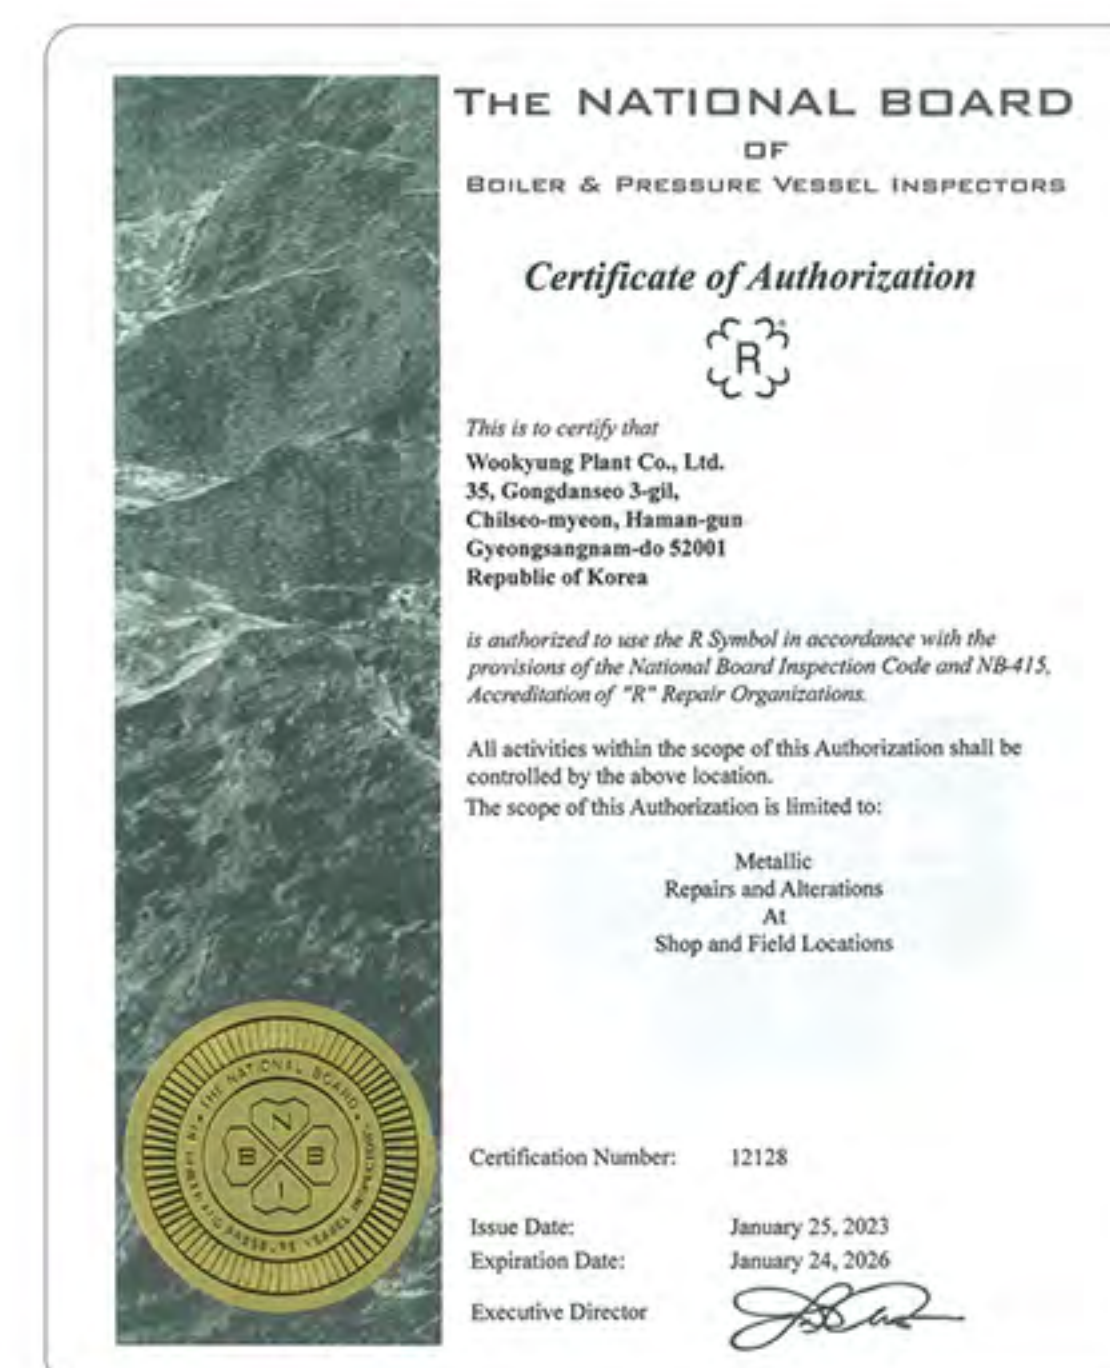 THE NATIONAL BOARD
OF
BOILER & PRESSURE VESSEL INSPECTORS
Certificate of Authorization
R
This is to certify that
Wookyung Plant Co., Ltd.
35, Gongdanseo 3-gil,
Chilseo-myeon, Haman-gun
Gyeongsangnam-do 52001
Republic of Korea
is authorized to use the R Symbol in accordance with the
provisions of the National Board Inspection Code and NB-415,
Accreditation of "R" Repair Organizations.
All activities within the scope of this Authorization shall be
controlled by the above location.
The scope of this Authorization is limited to:
Metallic
Repairs and Alterations
At
Shop and Field Locations
THE NATIONAL BOARD
N
B B
I
PRESSURE VESSEL INSPECTORS
Certification Number: 12128
Issue Date: January 25, 2023
Expiration Date: January 24, 2026
Executive Director